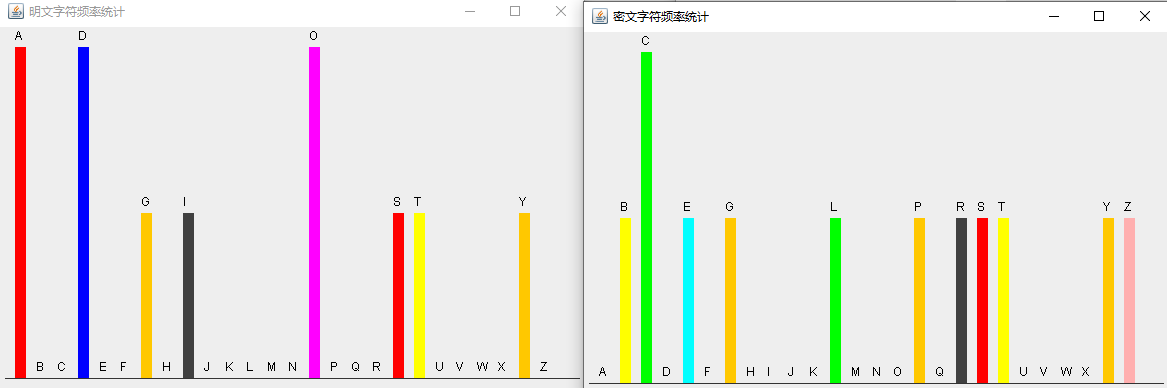 明文字符频率统计
A D O
G I S T Y
B C E F H J K L M N P Q R U V W X Z
密文字符频率统计
C
B E G L P R S T Y Z
A D F H I J K M N O Q U V W X